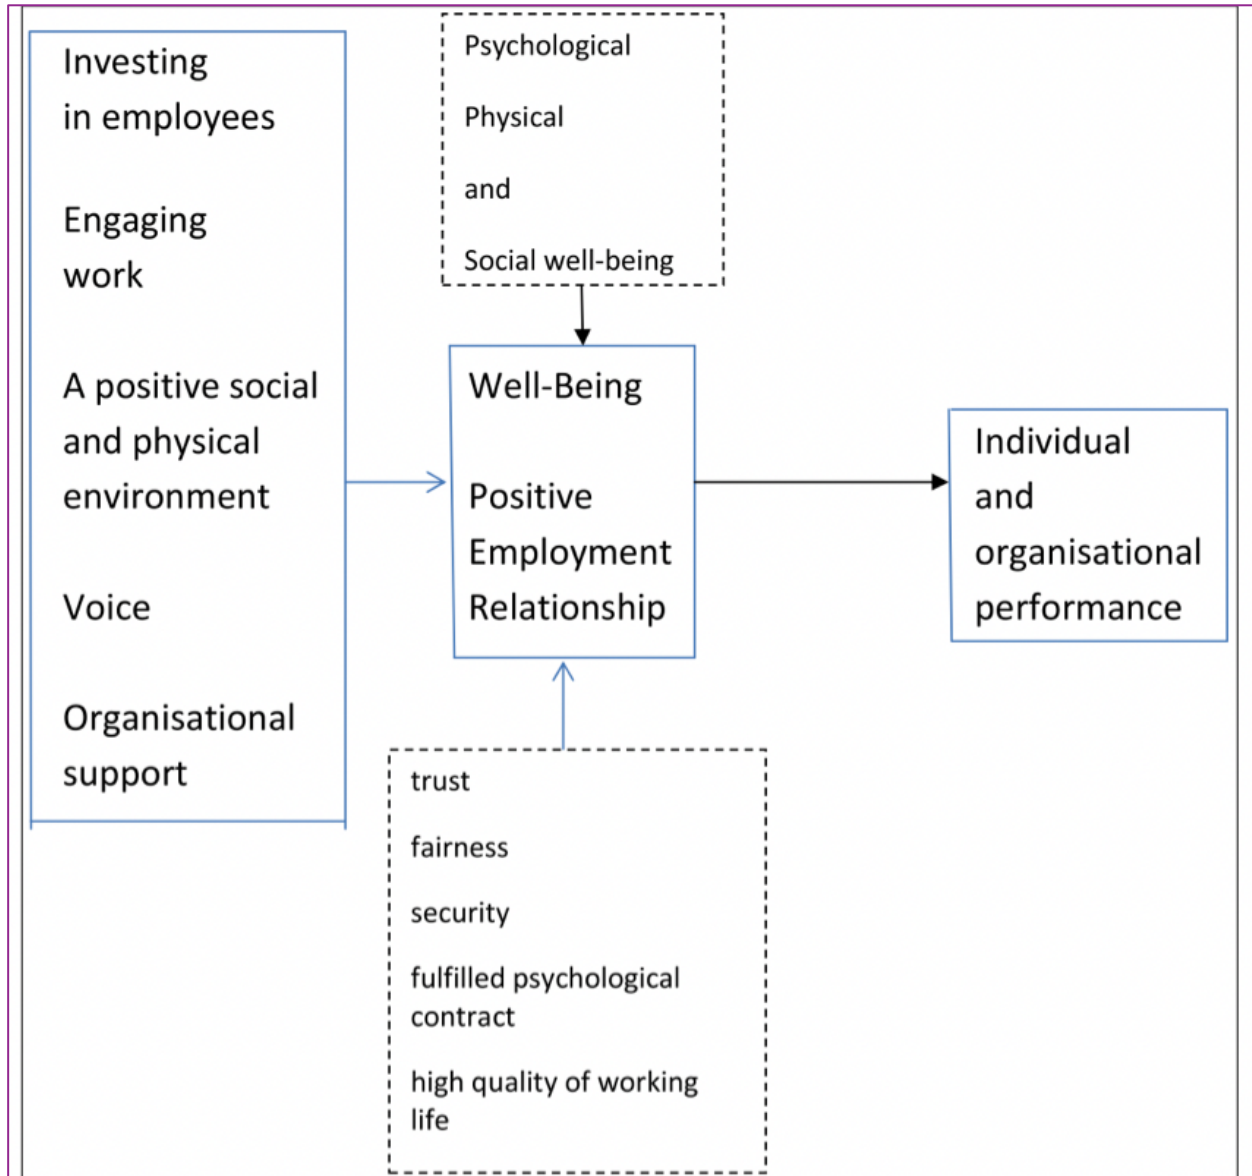 Investing
in employees
Engaging
work
A positive social
and physical
environment
Voice
Organisational
support
Psychological
Physical
and
Social well-being
Well-Being
Positive
Employment
Relationship
trust
fairness
security
fulfilled psychological
contract
high quality of working
life
Individual
and
organisational
performance